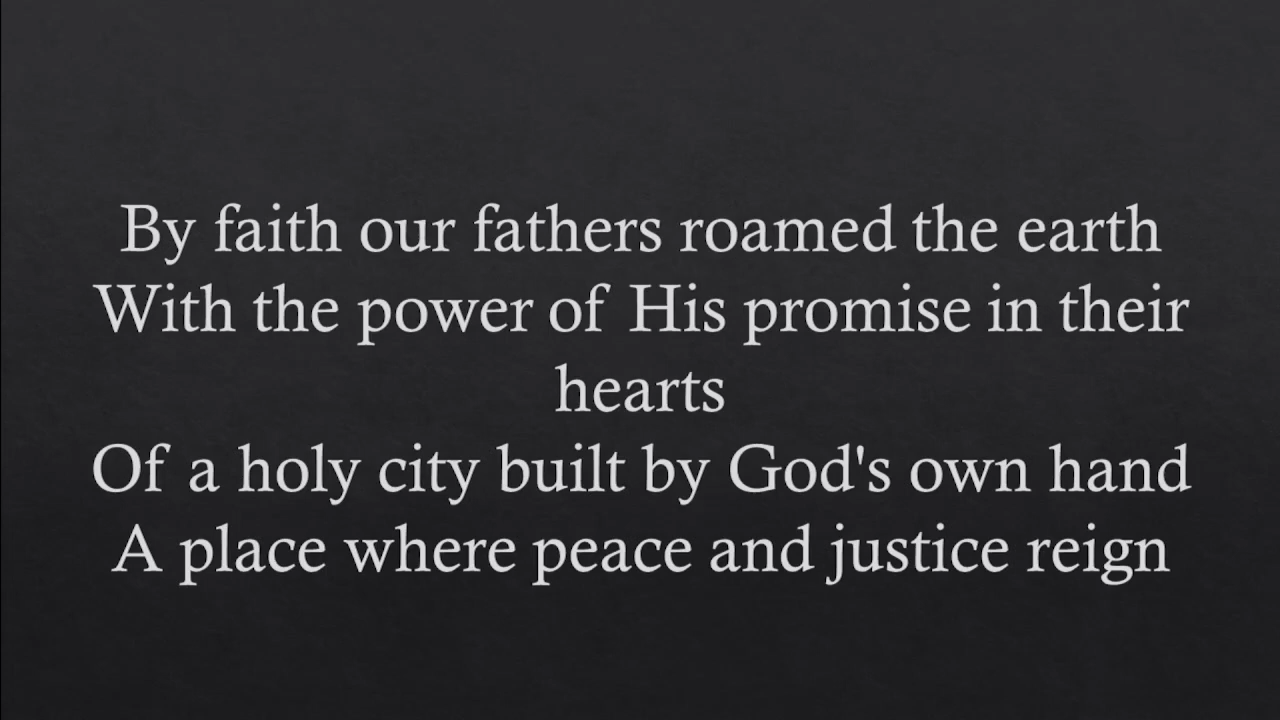 By faith our fathers roamed the earth
With the power of His promise in their
hearts
Of a holy city built by God's own hand
A place where peace and justice reign